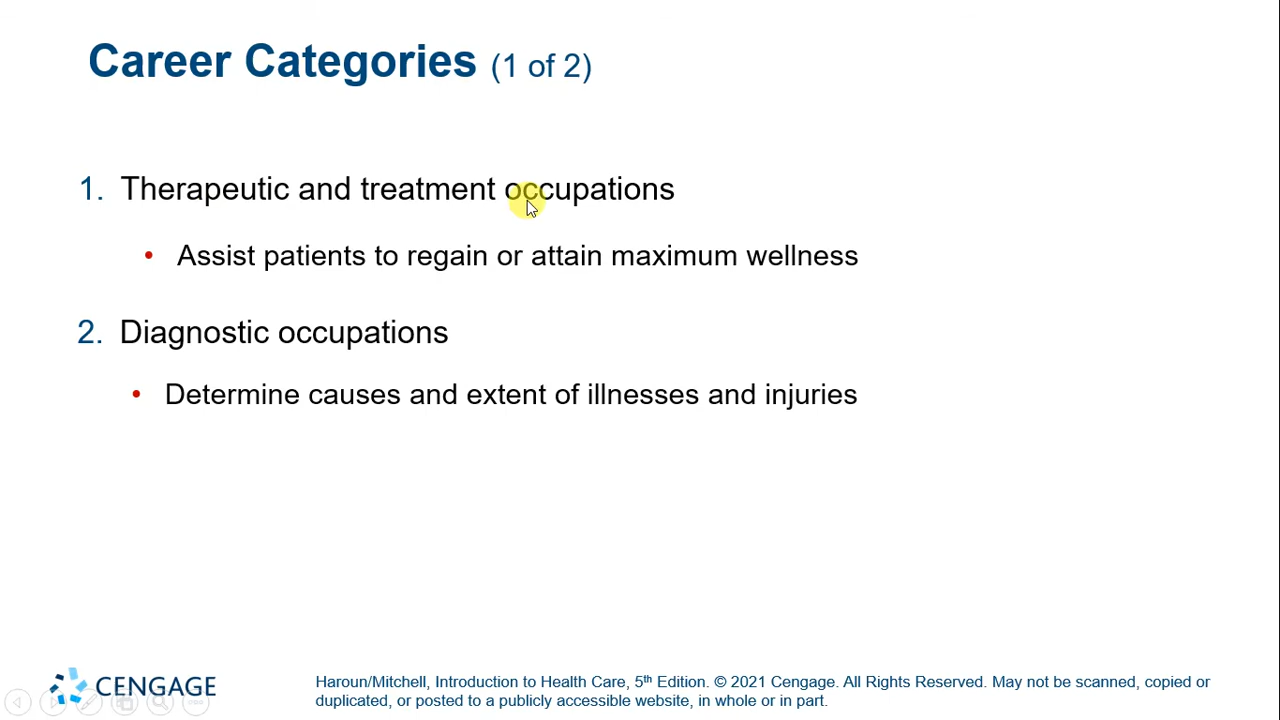 Career Categories (1 of 2)
1. Therapeutic and treatment occupations
• Assist patients to regain or attain maximum wellness
2. Diagnostic occupations
• Determine causes and extent of illnesses and injuries
CENGAGE
Haroun/Mitchell, Introduction to Health Care, 5th Edition. © 2021 Cengage. All Rights Reserved. May not be scanned, copied or
duplicated, or posted to a publicly accessible website, in whole or in part.